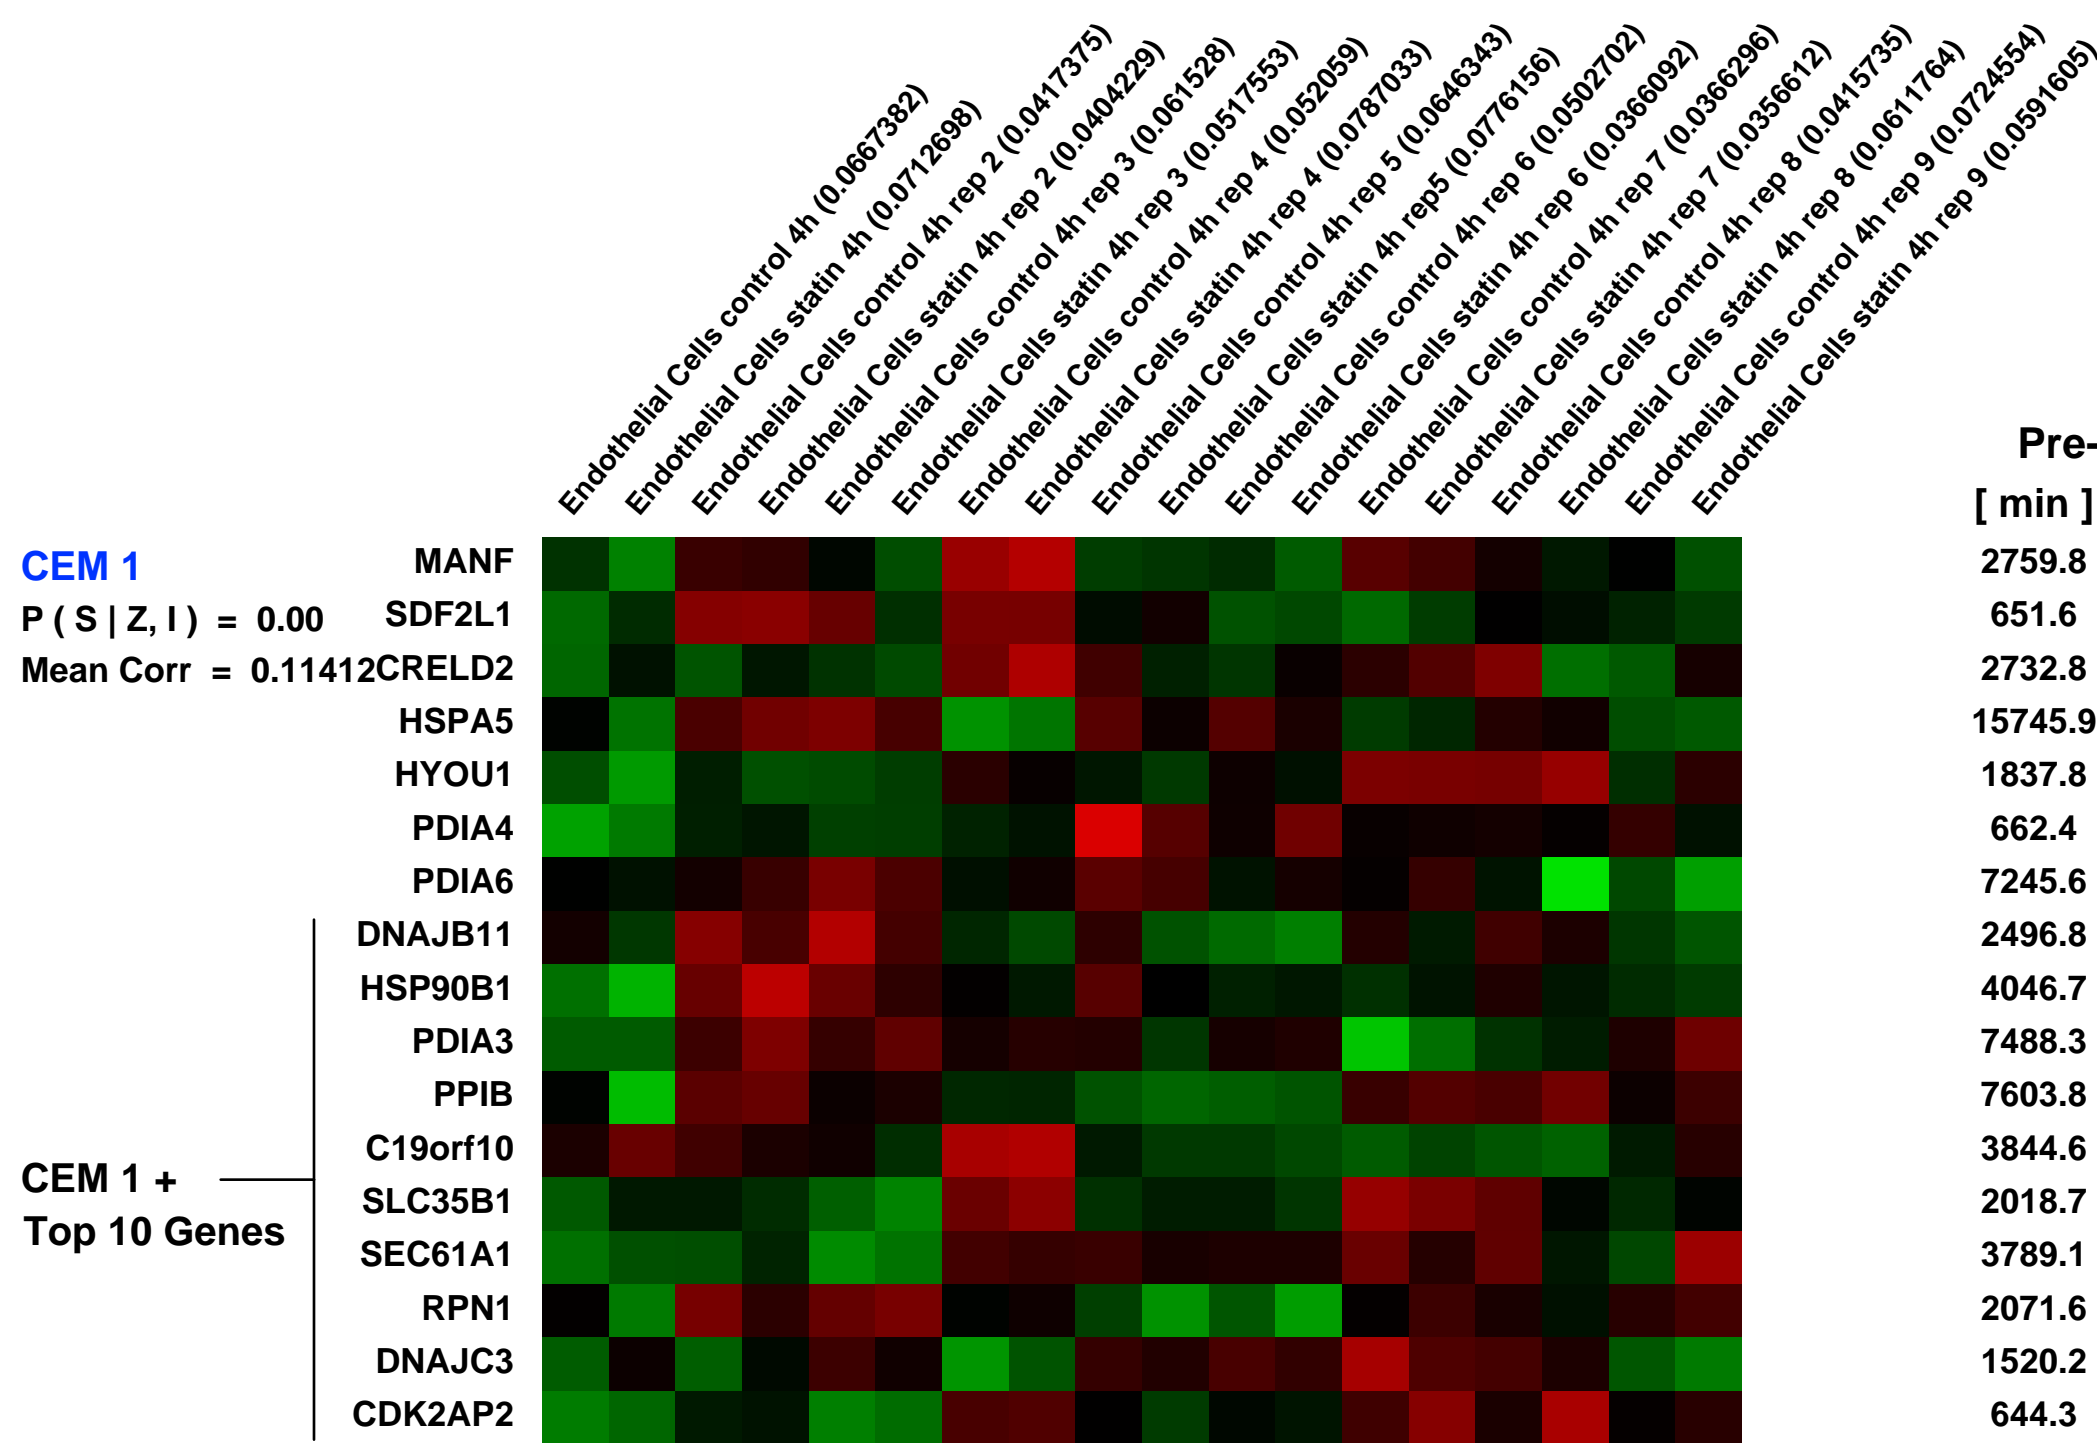 Endothelial Cells control 4h (0.0667382)
Endothelial Cells statin 4h (0.0712698)
Endothelial Cells control 4h rep 2 (0.0417375)
Endothelial Cells statin 4h rep 2 (0.0404229)
Endothelial Cells control 4h rep 3 (0.061528)
Endothelial Cells statin 4h rep 3 (0.0517553)
Endothelial Cells control 4h rep 4 (0.052059)
Endothelial Cells statin 4h rep 4 (0.0787033)
Endothelial Cells control 4h rep 5 (0.0646343)
Endothelial Cells statin 4h rep5 (0.0776156)
Endothelial Cells control 4h rep 6 (0.0502702)
Endothelial Cells statin 4h rep 6 (0.0366092)
Endothelial Cells control 4h rep 7 (0.0366296)
Endothelial Cells statin 4h rep 7 (0.0356612)
Endothelial Cells control 4h rep 8 (0.0415735)
Endothelial Cells statin 4h rep 8 (0.0611764)
Endothelial Cells control 4h rep 9 (0.0724554)
Endothelial Cells statin 4h rep 9 (0.0591605)
Pre-
[ min ]
CEM 1 MANF 2759.8
P ( S | Z, I ) = 0.00 SDF2L1 651.6
Mean Corr = 0.11412 CRELD2 2732.8
HSPA5 15745.9
HYOU1 1837.8
PDIA4 662.4
PDIA6 7245.6
DNAJB11 2496.8
HSP90B1 4046.7
PDIA3 7488.3
PPIB 7603.8
C19orf10 3844.6
CEM 1 +
SLC35B1 2018.7
Top 10 Genes
SEC61A1 3789.1
RPN1 2071.6
DNAJC3 1520.2
CDK2AP2 644.3